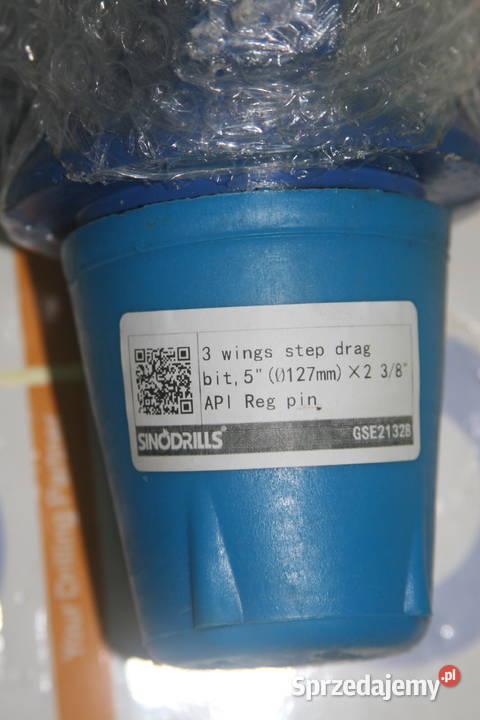 3 wings step drag
bit, 5" (Ø127mm) × 2 3/8"
API Reg pin
SINODRILLS®
GSE21328
Your Drilling Partner
Sprzedajemy.pl